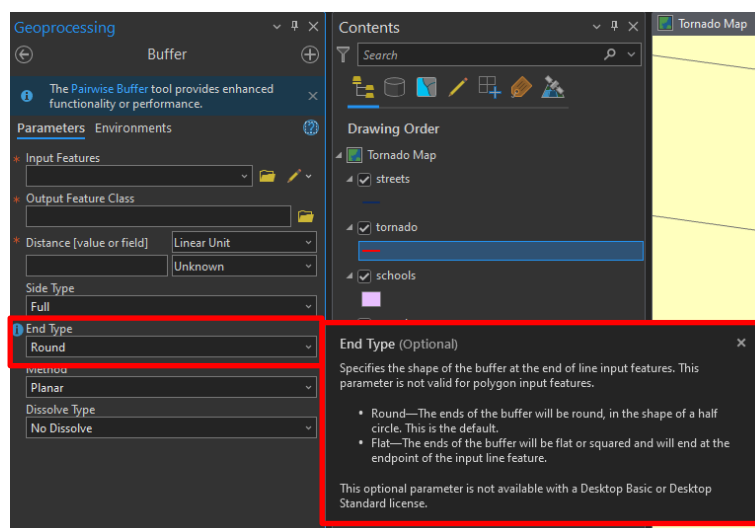 Geoprocessing
Buffer
The Pairwise Buffer tool provides enhanced
functionality or performance.
Parameters Environments
* Input Features
* Output Feature Class
* Distance [value or field]
Linear Unit
Unknown
Side Type
Full
End Type
Round
Method
Planar
Dissolve Type
No Dissolve
Contents
Search
Drawing Order
Tornado Map
streets
tornado
schools
Tornado Map
End Type (Optional)
Specifies the shape of the buffer at the end of line input features. This
parameter is not valid for polygon input features.
• Round—The ends of the buffer will be round, in the shape of a half
circle. This is the default.
• Flat—The ends of the buffer will be flat or squared and will end at the
endpoint of the input line feature.
This optional parameter is not available with a Desktop Basic or Desktop
Standard license.